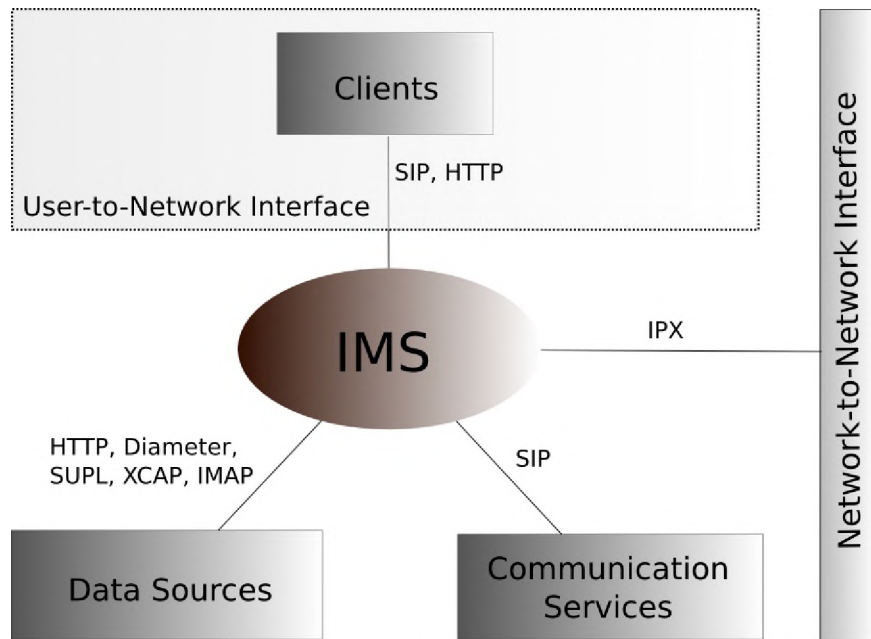 Clients
SIP, HTTP
User-to-Network Interface
IMS
IPX
Network-to-Network Interface
HTTP, Diameter,
SUPL, XCAP, IMAP
SIP
Data Sources
Communication
Services